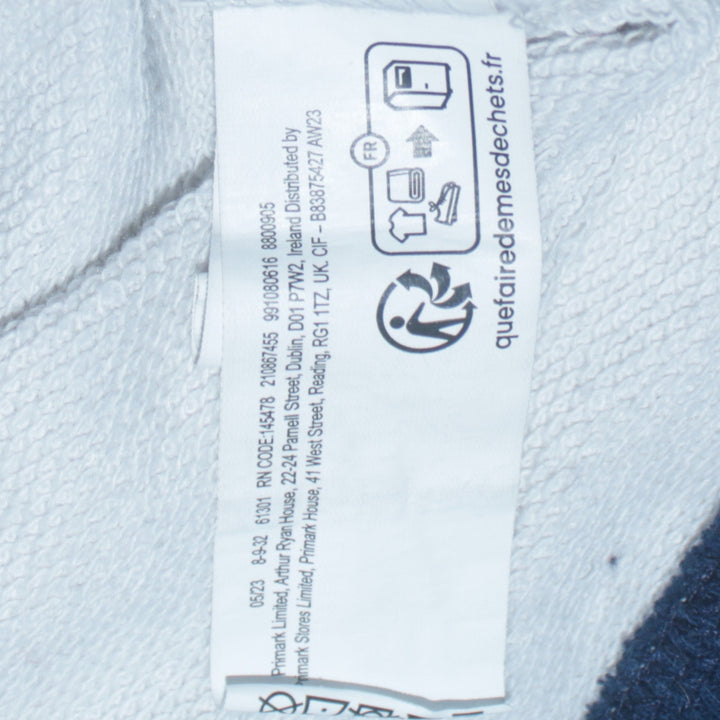 05/23 8-9-32 61301 RN CODE:145478 210867455 991080616 8800905
Primark Limited, Arthur Ryan House, 22-24 Parnell Street, Dublin, D01 P7W2, Ireland Distributed by
Primark Stores Limited, Primark House, 41 West Street, Reading, RG1 1TZ, UK. CIF – B83875427 AW23
FR
quefairedemesdechets.fr